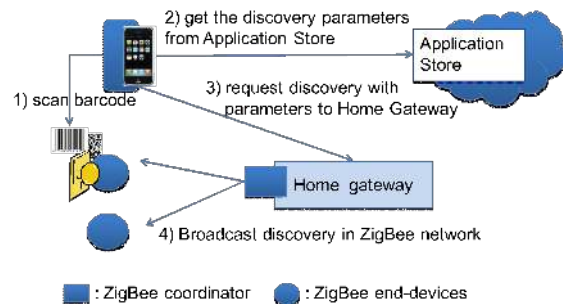 2) get the discovery parameters
from Application Store
Application
Store
1) scan barcode
3) request discovery with
parameters to Home Gateway
Home gateway
4) Broadcast discovery in ZigBee network
: ZigBee coordinator
: ZigBee end-devices